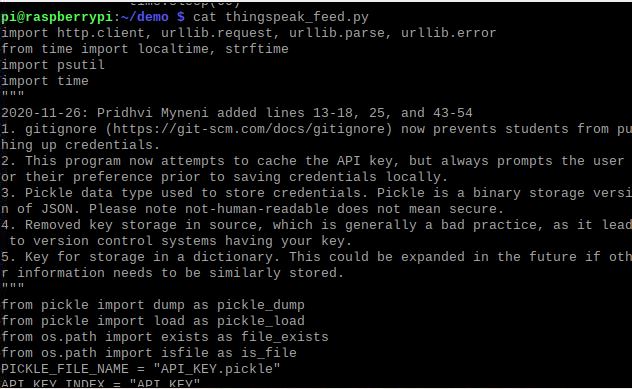 time.sleep(60)
pi@raspberrypi:~/demo $ cat thingspeak_feed.py
import http.client, urllib.request, urllib.parse, urllib.error
from time import localtime, strftime
import psutil
import time
"""
2020-11-26: Pridhvi Myneni added lines 13-18, 25, and 43-54
1. gitignore (https://git-scm.com/docs/gitignore) now prevents students from pu
hing up credentials.
2. This program now attempts to cache the API key, but always prompts the user
or their preference prior to saving credentials locally.
3. Pickle data type used to store credentials. Pickle is a binary storage versi
n of JSON. Please note not-human-readable does not mean secure.
4. Removed key storage in source, which is generally a bad practice, as it lead
 to version control systems having your key.
5. Key for storage in a dictionary. This could be expanded in the future if oth
r information needs to be similarly stored.
"""
from pickle import dump as pickle_dump
from pickle import load as pickle_load
from os.path import exists as file_exists
from os.path import isfile as is_file
PICKLE_FILE_NAME = "API_KEY.pickle"
API_KEY_INDEX = "API_KEY"